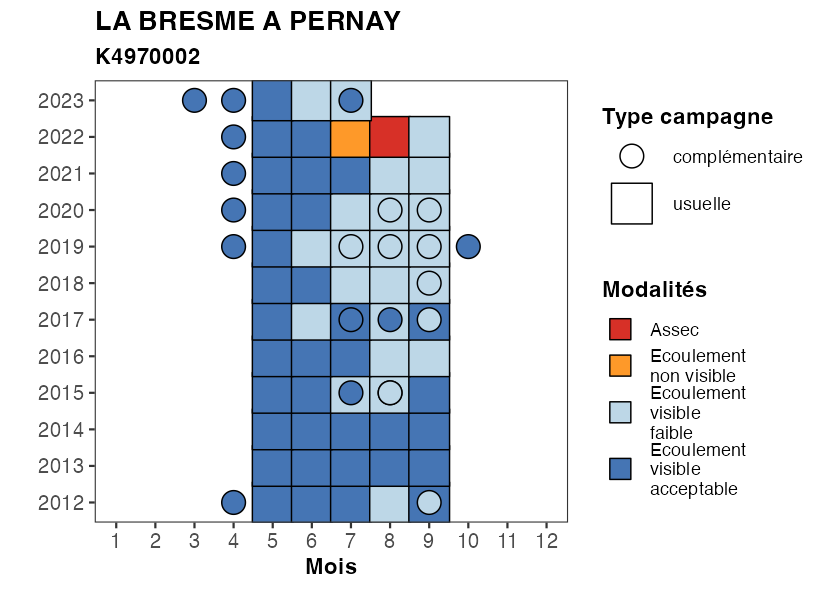 LA BRESME A PERNAY
K4970002
2023
2022
2021
2020
2019
2018
2017
2016
2015
2014
2013
2012
1 2 3 4 5 6 7 8 9 10 11 12
Mois
Type campagne
complémentaire
usuelle
Modalités
Assec
Ecoulement
non visible
Ecoulement
visible
faible
Ecoulement
visible
acceptable